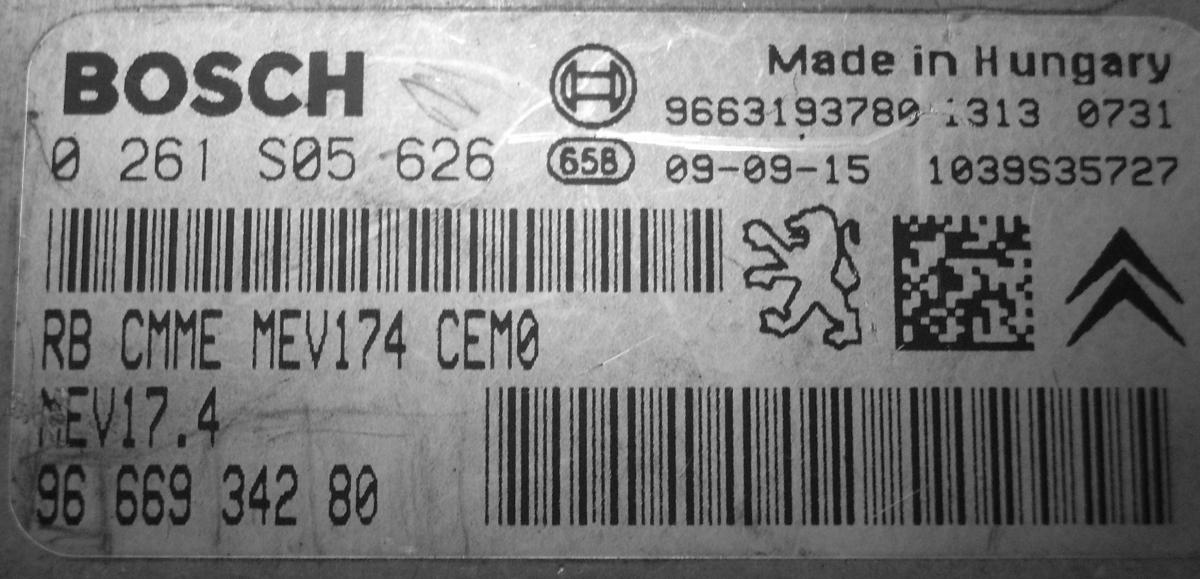 BOSCH
Made in Hungary
9663193780 1313 0731
0 261 S05 626
658
09-09-15 1039S35727
RB CMME MEV174 CEM0
MEV17.4
96 669 342 80